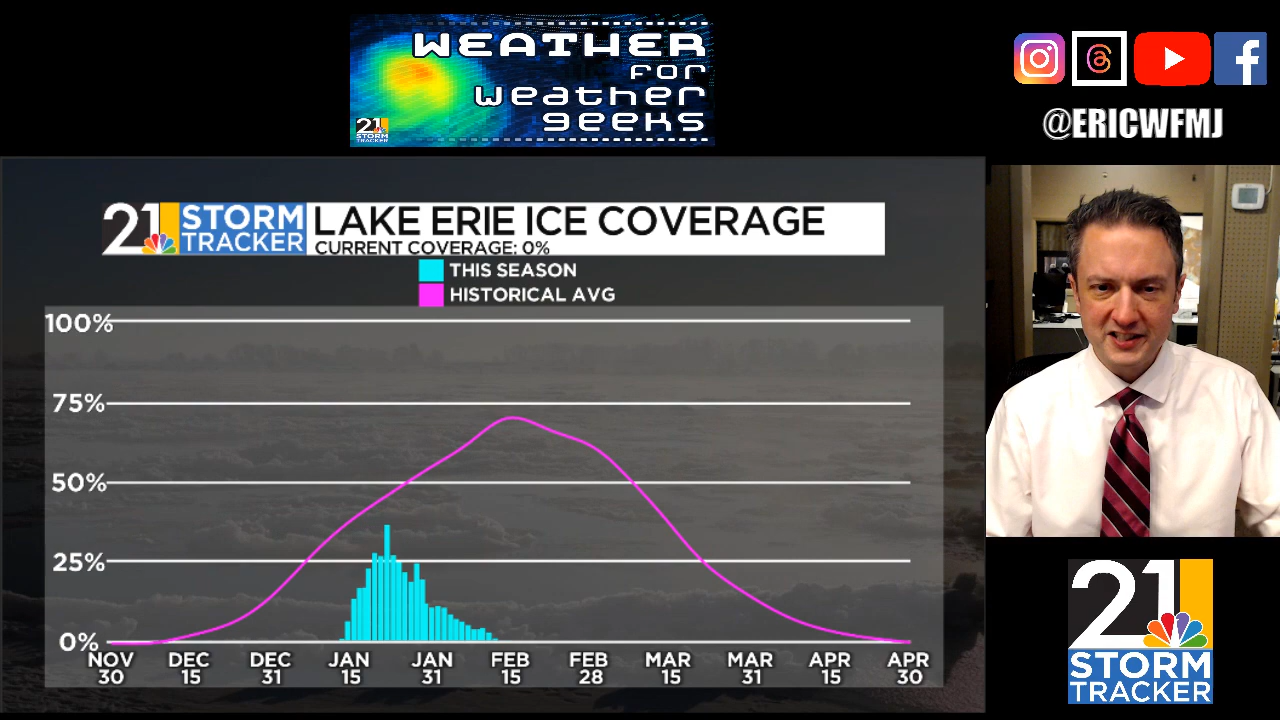 WEATHER
for
weather
geeks
21
STORM
TRACKER
@ERICWFMJ
21
STORM
TRACKER
LAKE ERIE ICE COVERAGE
CURRENT COVERAGE: 0%
THIS SEASON
HISTORICAL AVG
100%
75%
50%
25%
0%
NOV DEC DEC JAN JAN FEB FEB MAR MAR APR APR
30 15 31 15 31 15 28 15 31 15 30
21
STORM
TRACKER